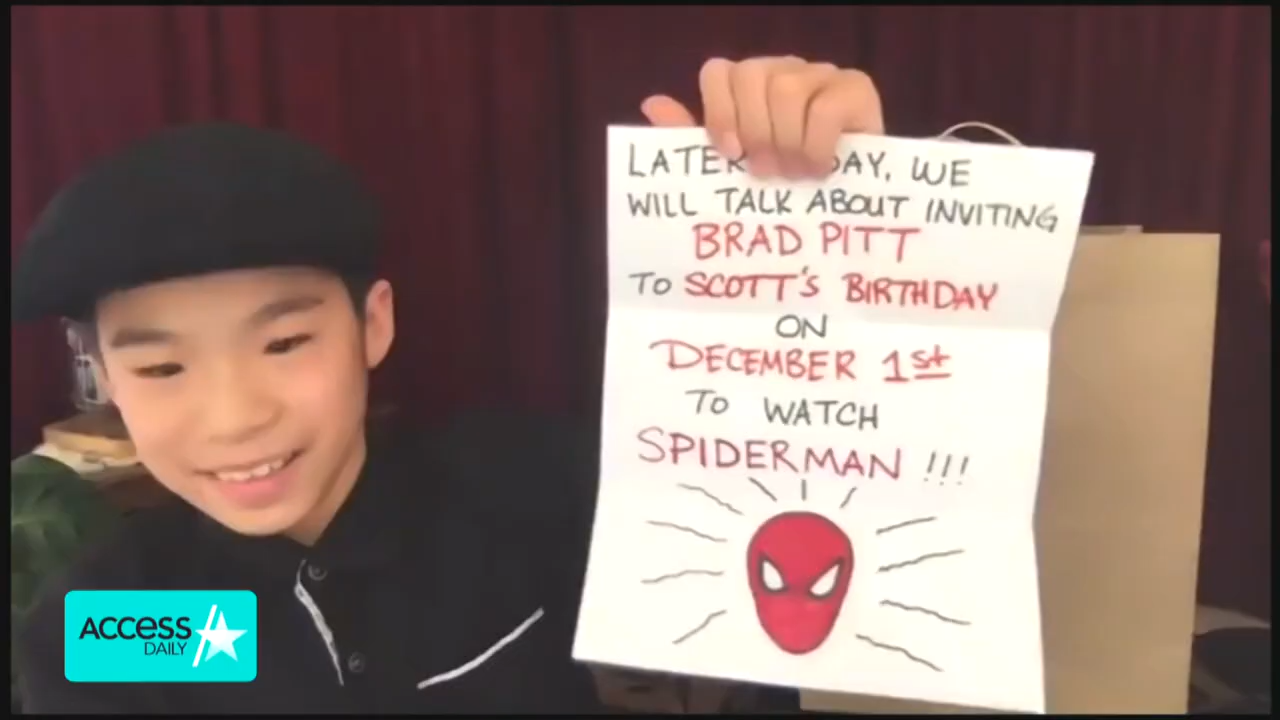 LATER DAY, WE
WILL TALK ABOUT INVITING
BRAD PITT
TO SCOTT'S BIRTHDAY
ON
DECEMBER 1st
TO WATCH
SPIDERMAN !!!
ACCESS
DAILY